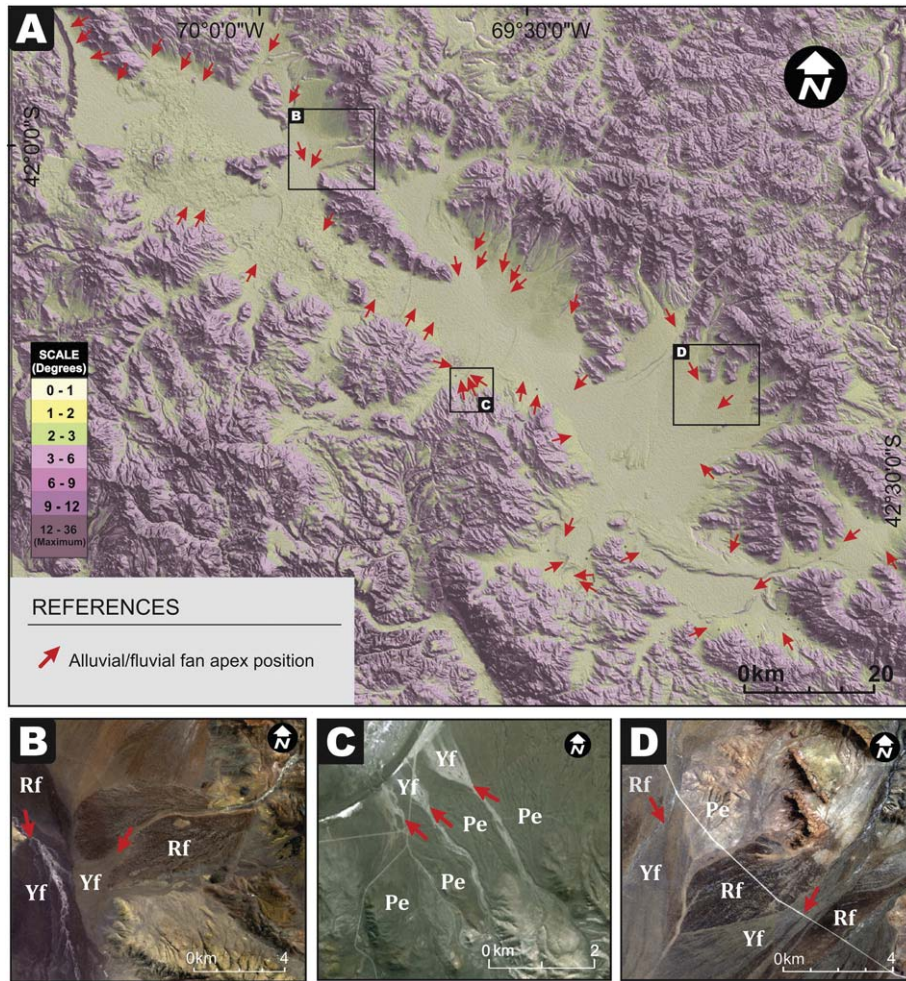 A
70°0'0"W
69°30'0"W
N
42°0'0"S
B
D
C
42°30'0"S
SCALE
(Degrees)
0 - 1
1 - 2
2 - 3
3 - 6
6 - 9
9 - 12
12 - 36
(Maximum)
REFERENCES
Alluvial/fluvial fan apex position
0km 20
B
N
Rf
Rf
Yf
Yf
0km 4
C
N
Yf
Yf
Pe
Pe
Pe
Pe
0km 2
D
N
Rf
Pe
Yf
Rf
Rf
Yf
0km 4